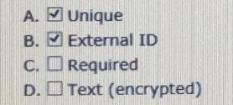 A. ☑ Unique
B. ☑ External ID
C. ☐ Required
D. ☐ Text (encrypted)